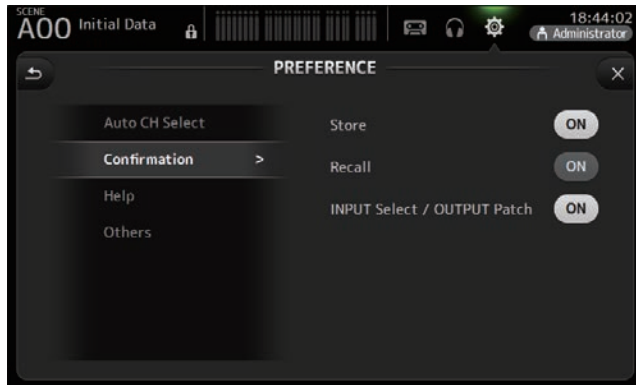 SCENE
A00 Initial Data
18:44:02
Administrator
PREFERENCE
Auto CH Select
Store ON
Confirmation >
Recall ON
Help
INPUT Select / OUTPUT Patch ON
Others